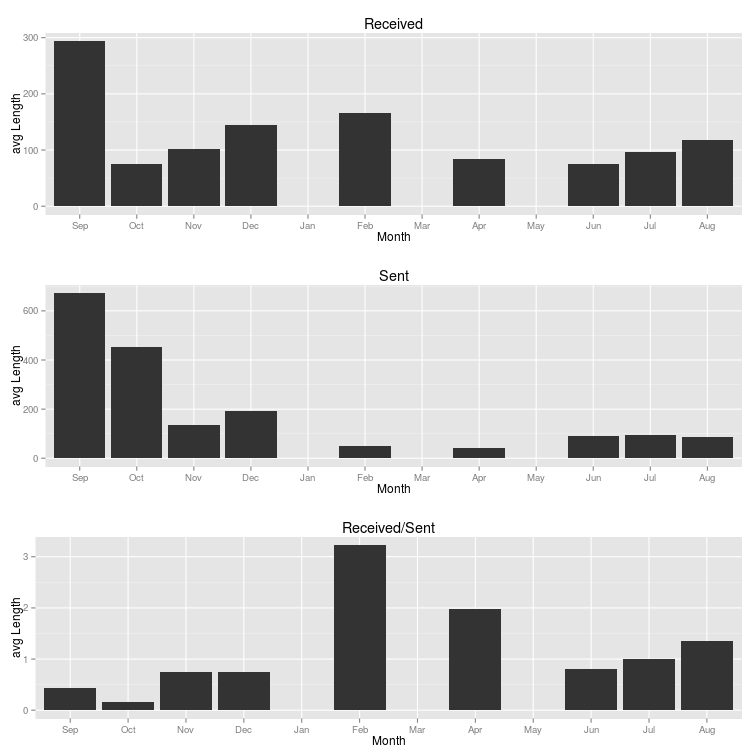 Received
300
200
100
0
avg Length
Sep Oct Nov Dec Jan Feb Mar Apr May Jun Jul Aug
Month
Sent
600
400
200
0
avg Length
Sep Oct Nov Dec Jan Feb Mar Apr May Jun Jul Aug
Month
Received/Sent
3
2
1
0
avg Length
Sep Oct Nov Dec Jan Feb Mar Apr May Jun Jul Aug
Month